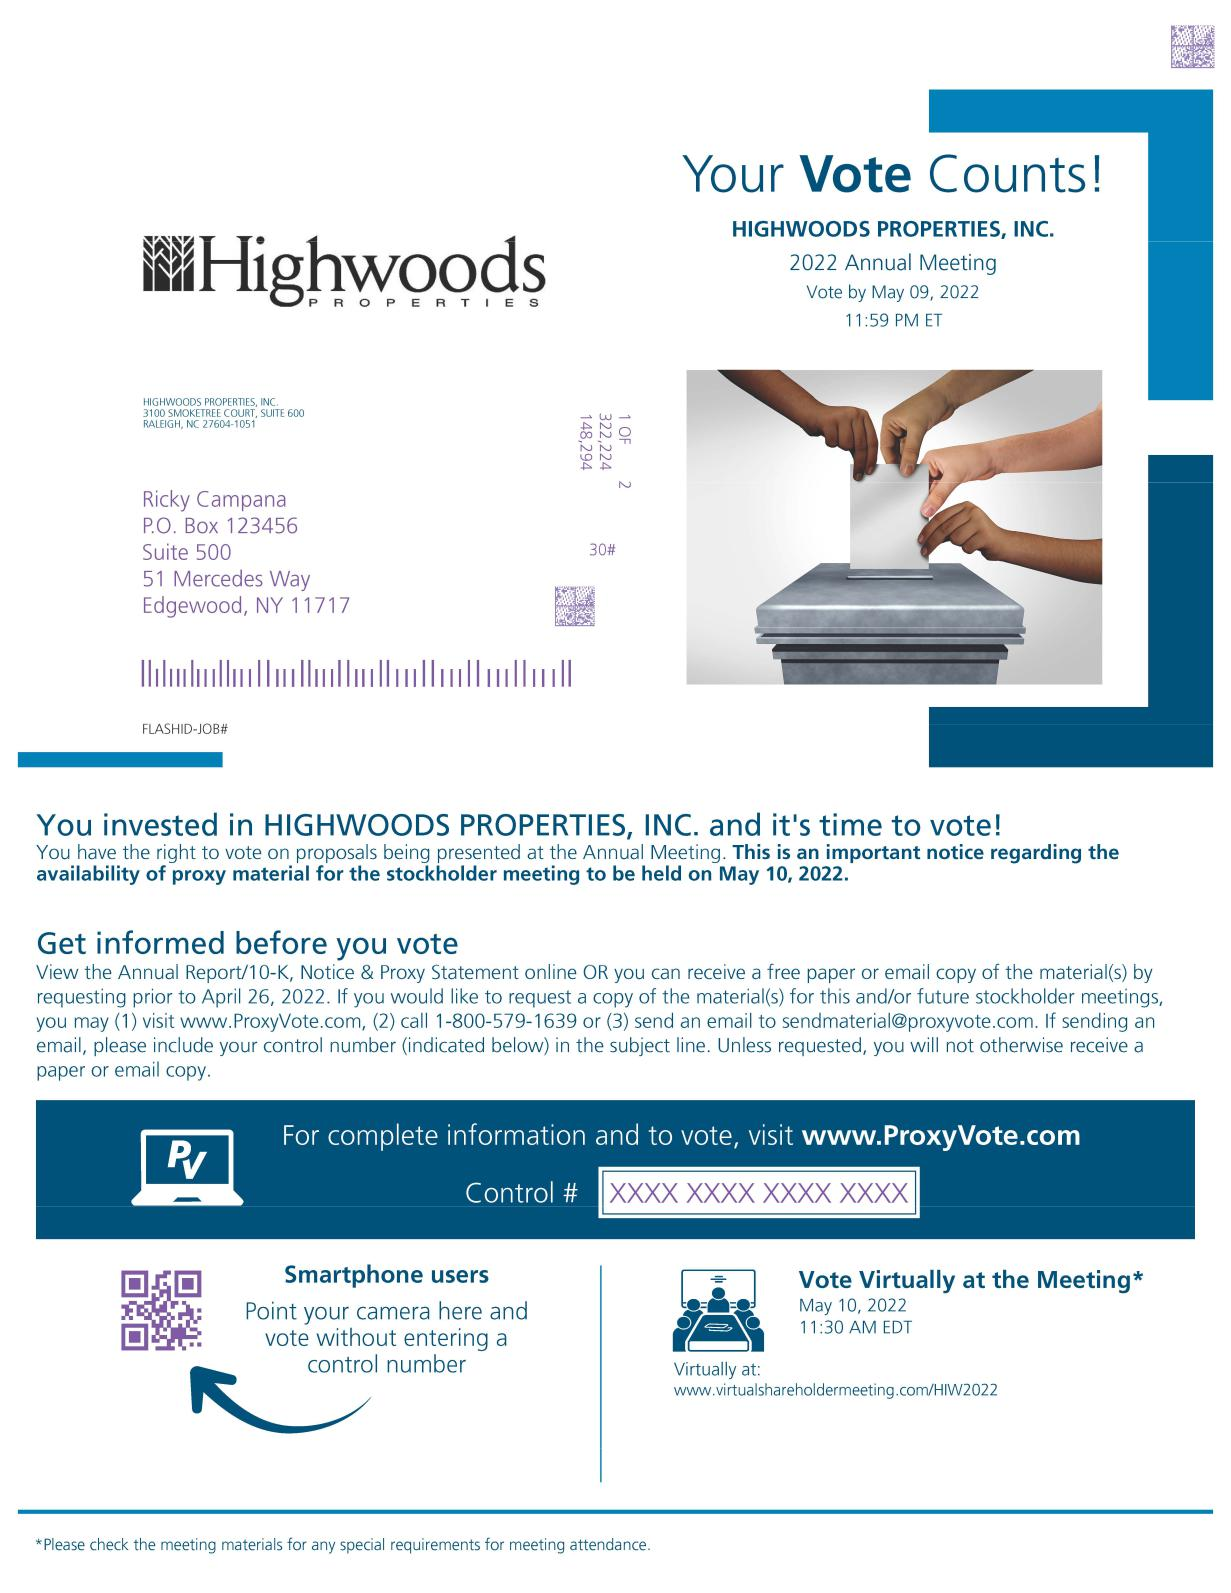 Your Vote Counts!
HIGHWOODS PROPERTIES, INC.
2022 Annual Meeting
Vote by May 09, 2022
11:59 PM ET
Highwoods
PROPERTIES
HIGHWOODS PROPERTIES, INC.
3100 SMOKETREE COURT, SUITE 600
RALEIGH, NC 27604-1051
1 OF 2
322,224
148,294
30#
Ricky Campana
P.O. Box 123456
Suite 500
51 Mercedes Way
Edgewood, NY 11717
FLASHID-JOB#
You invested in HIGHWOODS PROPERTIES, INC. and it's time to vote!
You have the right to vote on proposals being presented at the Annual Meeting. This is an important notice regarding the
availability of proxy material for the stockholder meeting to be held on May 10, 2022.
Get informed before you vote
View the Annual Report/10-K, Notice & Proxy Statement online OR you can receive a free paper or email copy of the material(s) by
requesting prior to April 26, 2022. If you would like to request a copy of the material(s) for this and/or future stockholder meetings,
you may (1) visit www.ProxyVote.com, (2) call 1-800-579-1639 or (3) send an email to sendmaterial@proxyvote.com. If sending an
email, please include your control number (indicated below) in the subject line. Unless requested, you will not otherwise receive a
paper or email copy.
PV
For complete information and to vote, visit www.ProxyVote.com
Control # XXXX XXXX XXXX XXXX
Smartphone users
Point your camera here and
vote without entering a
control number
Vote Virtually at the Meeting*
May 10, 2022
11:30 AM EDT
Virtually at:
www.virtualshareholdermeeting.com/HIW2022
*Please check the meeting materials for any special requirements for meeting attendance.